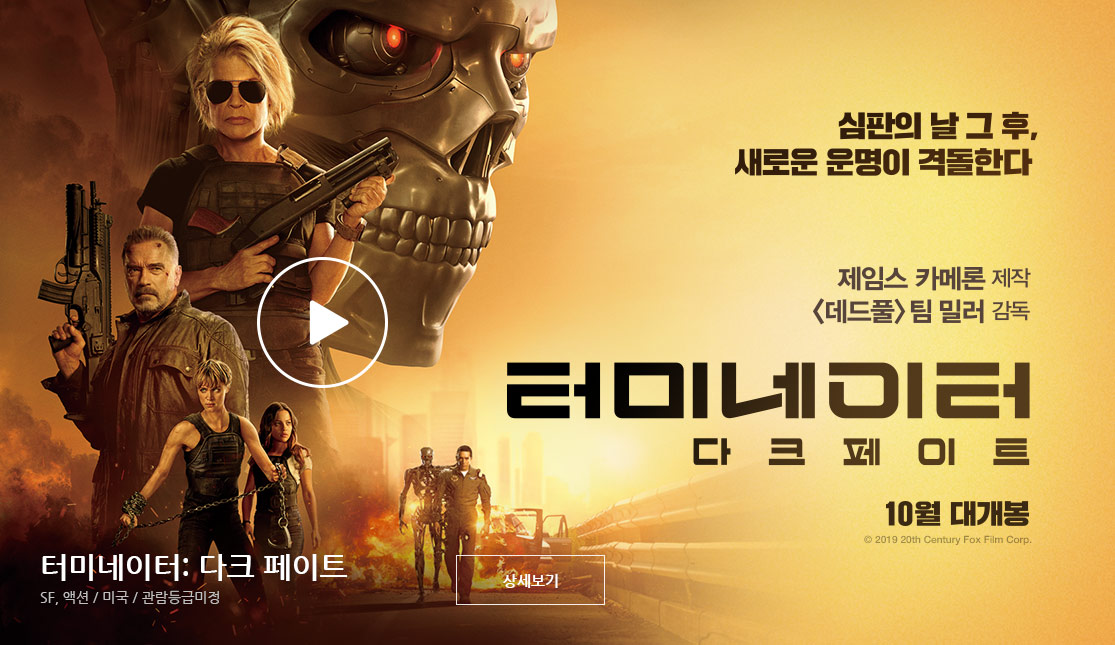 심판의 날 그 후,
새로운 운명이 격돌한다
제임스 카메론 제작
〈데드풀〉 팀 밀러 감독
터미네이터
다크페이트
10월 대개봉
© 2019 20th Century Fox Film Corp.
터미네이터: 다크 페이트
SF, 액션 / 미국 / 관람등급미정
상세보기